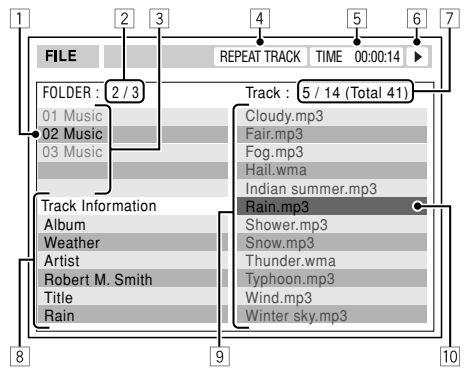 1 2 3 4 5 6 7
FILE REPEAT TRACK TIME 00:00:14
FOLDER : 2 / 3 Track : 5 / 14 (Total 41)
01 Music Cloudy.mp3
02 Music Fair.mp3
03 Music Fog.mp3
Hail.wma
Indian summer.mp3
Track Information Rain.mp3
Album Shower.mp3
Weather Snow.mp3
Artist Thunder.wma
Robert M. Smith Typhoon.mp3
Title Wind.mp3
Rain Winter sky.mp3
8 9 10